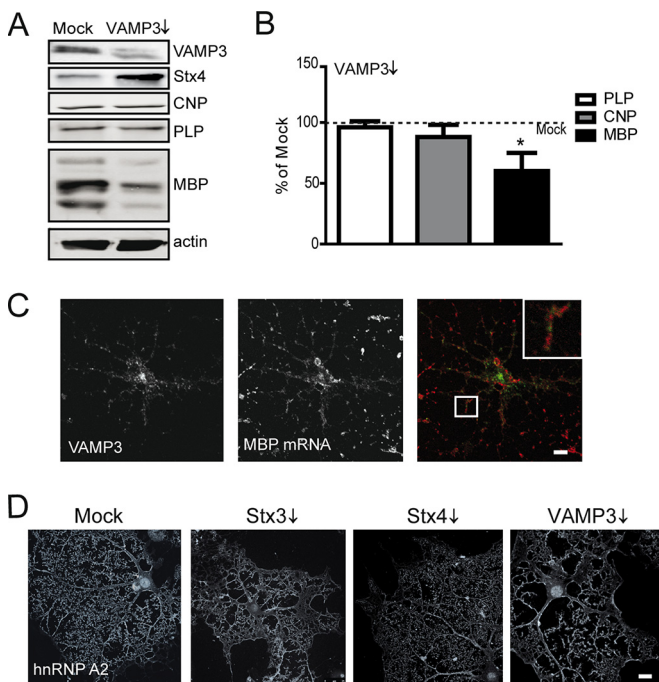 A
Mock VAMP3↓
VAMP3
Stx4
CNP
PLP
MBP
actin
B
150
100
50
0
% of Mock
VAMP3↓
Mock
*
PLP
CNP
MBP
C
VAMP3
MBP mRNA
D
Mock Stx3↓ Stx4↓ VAMP3↓
hnRNP A2